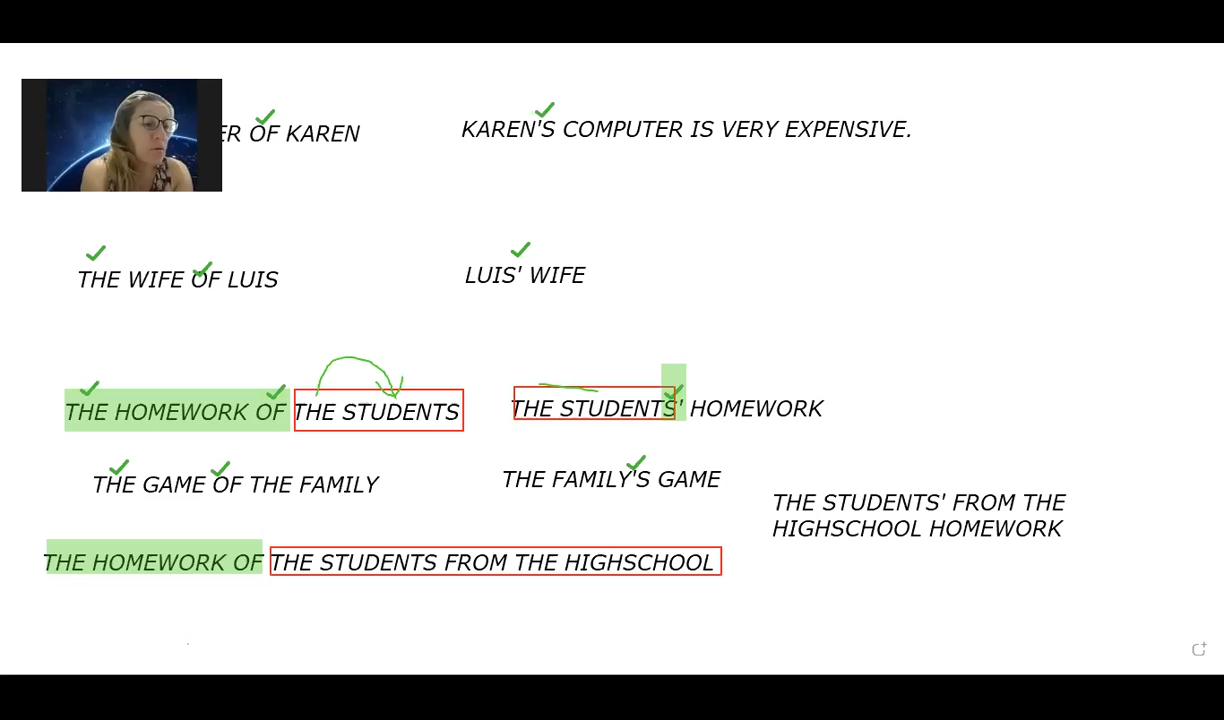 OF KAREN
KAREN'S COMPUTER IS VERY EXPENSIVE.
THE WIFE OF LUIS
LUIS' WIFE
THE HOMEWORK OF THE STUDENTS
THE STUDENTS' HOMEWORK
THE GAME OF THE FAMILY
THE FAMILY'S GAME
THE STUDENTS' FROM THE
HIGHSCHOOL HOMEWORK
THE HOMEWORK OF THE STUDENTS FROM THE HIGHSCHOOL